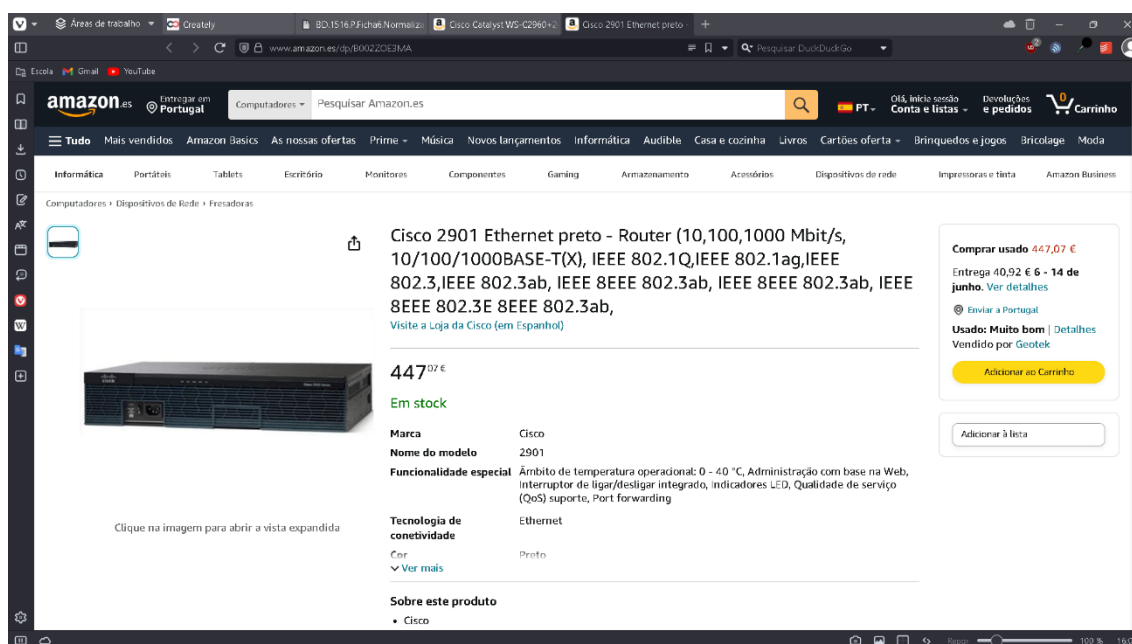 Áreas de trabalho
Creately
BD.1516.P.Ficha6.Normaliza
Cisco Catalyst WS-C2960+2
Cisco 2901 Ethernet preto -
www.amazon.es/dp/B002ZOE3MA
Pesquisar DuckDuckGo
Escola
Gmail
YouTube
amazon.es
Entregar em
Portugal
Computadores
Pesquisar Amazon.es
PT
Olá, inicie sessão
Conta e listas
Devoluções
e pedidos
0
Carrinho
Tudo Mais vendidos Amazon Basics As nossas ofertas Prime Música Novos lançamentos Informática Audible Casa e cozinha Livros Cartões oferta Brinquedos e jogos Bricolage Moda
Informática Portáteis Tablets Escritório Monitores Componentes Gaming Armazenamento Acessórios Dispositivos de rede Impressoras e tinta Amazon Business
Computadores › Dispositivos de Rede › Fresadoras
Cisco 2901 Ethernet preto - Router (10,100,1000 Mbit/s,
10/100/1000BASE-T(X), IEEE 802.1Q,IEEE 802.1ag,IEEE
802.3,IEEE 802.3ab, IEEE 8EEE 802.3ab, IEEE 8EEE 802.3ab, IEEE
8EEE 802.3E 8EEE 802.3ab,
Visite a Loja da Cisco (em Espanhol)
447,07 €
Em stock
Marca Cisco
Nome do modelo 2901
Funcionalidade especial Âmbito de temperatura operacional: 0 - 40 °C, Administração com base na Web,
Interruptor de ligar/desligar integrado, Indicadores LED, Qualidade de serviço
(QoS) suporte, Port forwarding
Tecnologia de Ethernet
conetividade
Cor Preto
Ver mais
Sobre este produto
• Cisco
Clique na imagem para abrir a vista expandida
Comprar usado 447,07 €
Entrega 40,92 € 6 - 14 de
junho. Ver detalhes
Enviar a Portugal
Usado: Muito bom | Detalhes
Vendido por Geotek
Adicionar ao Carrinho
Adicionar à lista
Repor
100 %